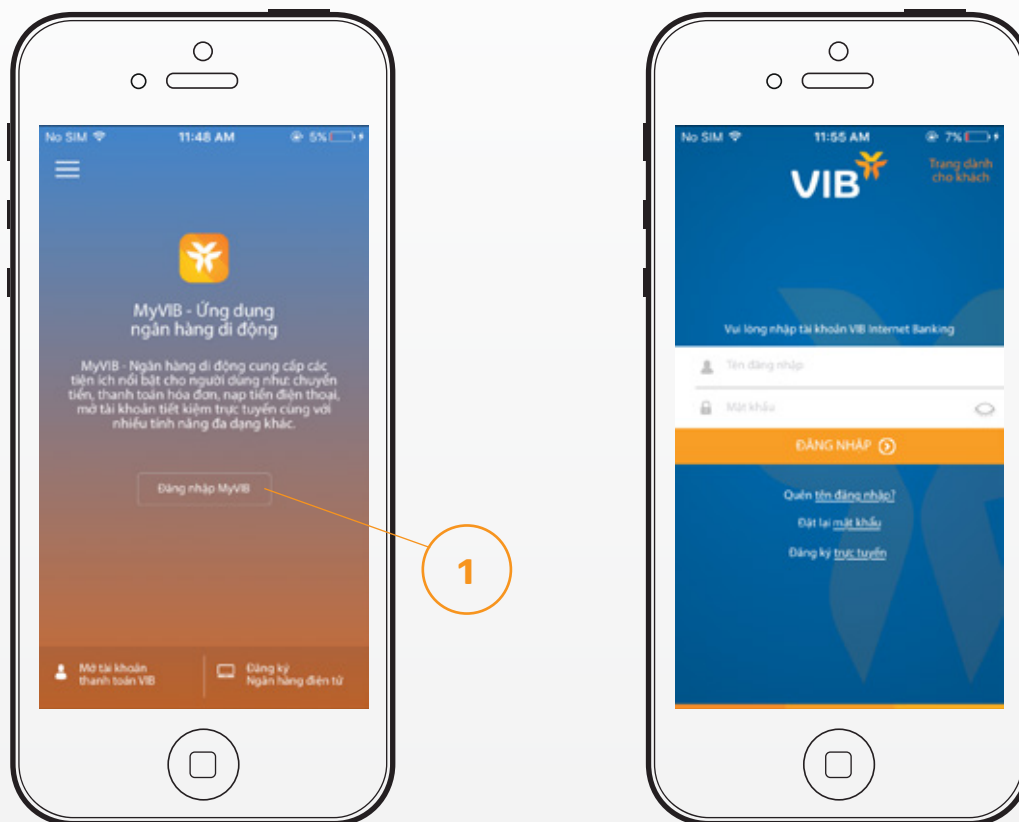 No SIM 11:48 AM 5%
MyVIB - Ứng dụng
ngân hàng di động
MyVIB - Ngân hàng di động cung cấp các
tiện ích nổi bật cho người dùng như: chuyển
tiền, thanh toán hóa đơn, nạp tiền điện thoại,
mở tài khoản tiết kiệm trực tuyến cùng với
nhiều tính năng đa dạng khác.
Đăng nhập MyVIB
1
Mở tài khoản
thanh toán VIB
Đăng ký
Ngân hàng điện tử
No SIM 11:55 AM 7%
VIB
Trang dành
cho khách
Vui lòng nhập tài khoản VIB Internet Banking
Tên đăng nhập
Mật khẩu
ĐĂNG NHẬP
Quên tên đăng nhập?
Đặt lại mật khẩu
Đăng ký trực tuyến